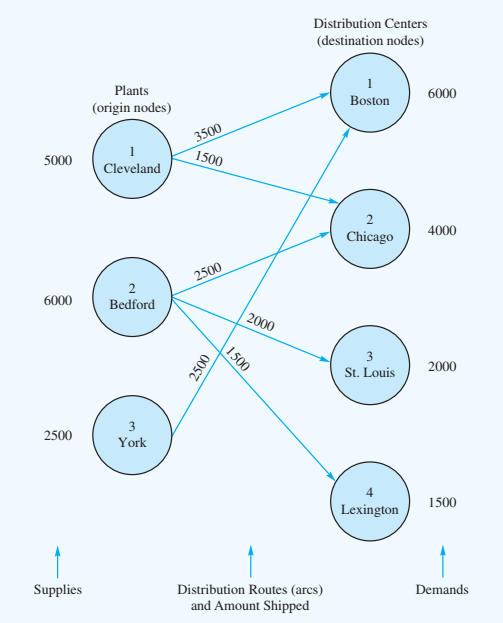 Distribution Centers
(destination nodes)
Plants
(origin nodes)
1
Boston
6000
3500
1
Cleveland
5000
1500
2
Chicago
4000
2500
2
Bedford
6000
2000
1500
2500
3
St. Louis
2000
3
York
2500
4
Lexington
1500
Supplies
Distribution Routes (arcs)
and Amount Shipped
Demands